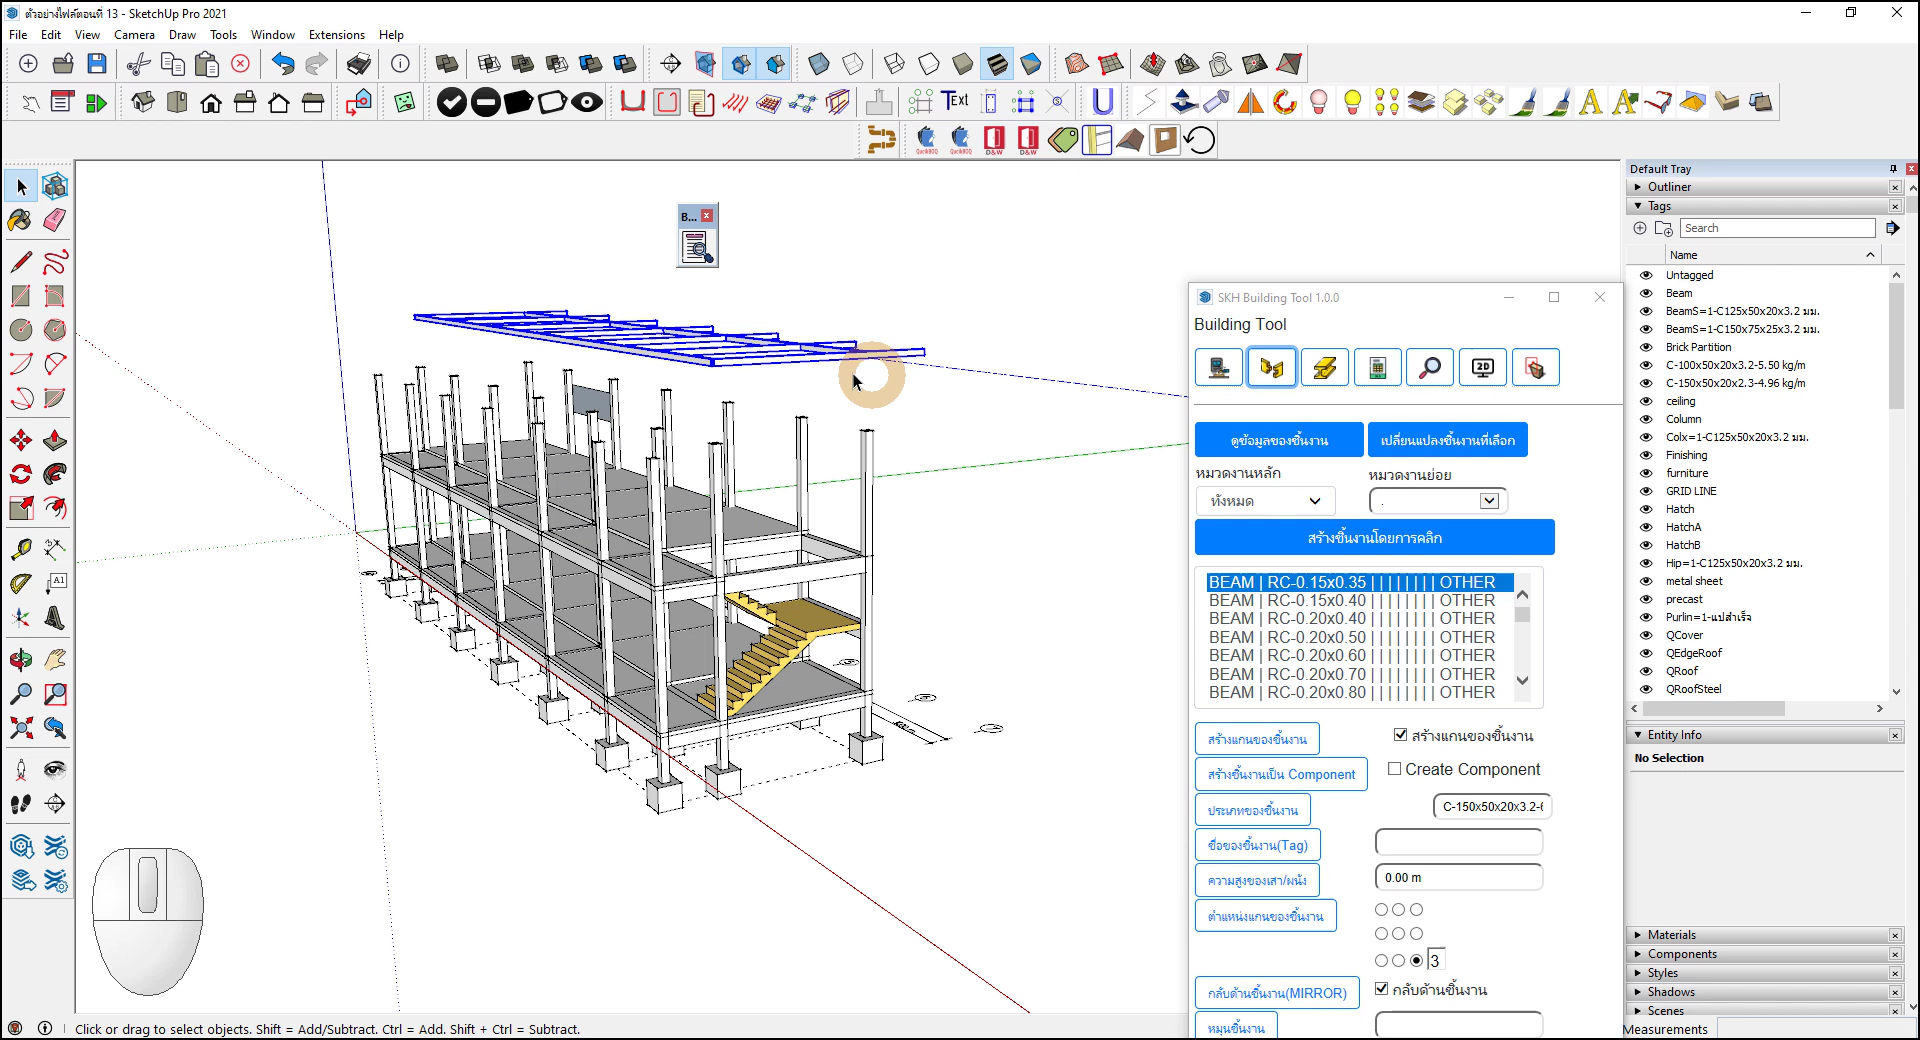 ตัวอย่างไฟล์ตอนที่ 13 - SketchUp Pro 2021
File Edit View Camera Draw Tools Window Extensions Help
Text
QurikBOQ QurikBOQ D&W D&W
B...
Default Tray
Outliner
Tags
Search
Name
Untagged
Beam
BeamS=1-C125x50x20x3.2 มม.
BeamS=1-C150x75x25x3.2 มม.
Brick Partition
C-100x50x20x3.2-5.50 kg/m
C-150x50x20x2.3-4.96 kg/m
ceiling
Column
Colx=1-C125x50x20x3.2 มม.
Finishing
furniture
GRID LINE
Hatch
HatchA
HatchB
Hip=1-C125x50x20x3.2 มม.
metal sheet
precast
Purlin=1-แปสำเร็จ
QCover
QEdgeRoof
QRoof
QRoofSteel
Entity Info
No Selection
Materials
Components
Styles
Shadows
Scenes
SKH Building Tool 1.0.0
Building Tool
2D
ดูข้อมูลของชิ้นงาน เปลี่ยนแปลงชิ้นงานที่เลือก
หมวดงานหลัก หมวดงานย่อย
ทั้งหมด .
สร้างชิ้นงานโดยการคลิก
BEAM | RC-0.15x0.35 | | | | | | | | OTHER
BEAM | RC-0.15x0.40 | | | | | | | | OTHER
BEAM | RC-0.20x0.40 | | | | | | | | OTHER
BEAM | RC-0.20x0.50 | | | | | | | | OTHER
BEAM | RC-0.20x0.60 | | | | | | | | OTHER
BEAM | RC-0.20x0.70 | | | | | | | | OTHER
BEAM | RC-0.20x0.80 | | | | | | | | OTHER
สร้างแกนของชิ้นงาน สร้างแกนของชิ้นงาน
สร้างชิ้นงานเป็น Component Create Component
ประเภทของชิ้นงาน C-150x50x20x3.2-6
ชื่อของชิ้นงาน(Tag)
ความสูงของเสา/ผนัง 0.00 m
ตำแหน่งแกนของชิ้นงาน
3
กลับด้านชิ้นงาน(MIRROR) กลับด้านชิ้นงาน
หมุนชิ้นงาน
A1
Click or drag to select objects. Shift = Add/Subtract. Ctrl = Add. Shift + Ctrl = Subtract.
Measurements